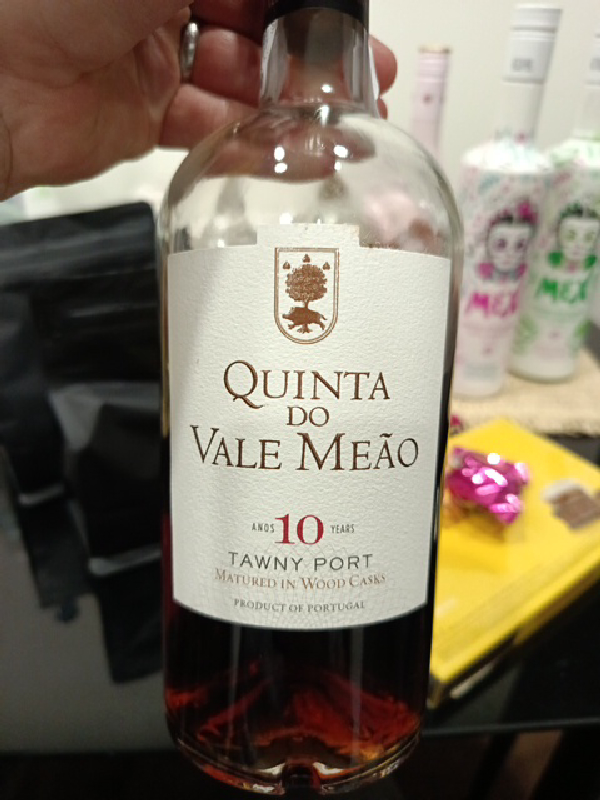 QUINTA
DO
VALE MEÃO
ANOS 10 YEARS
TAWNY PORT
MATURED IN WOOD CASKS
PRODUCT OF PORTUGAL